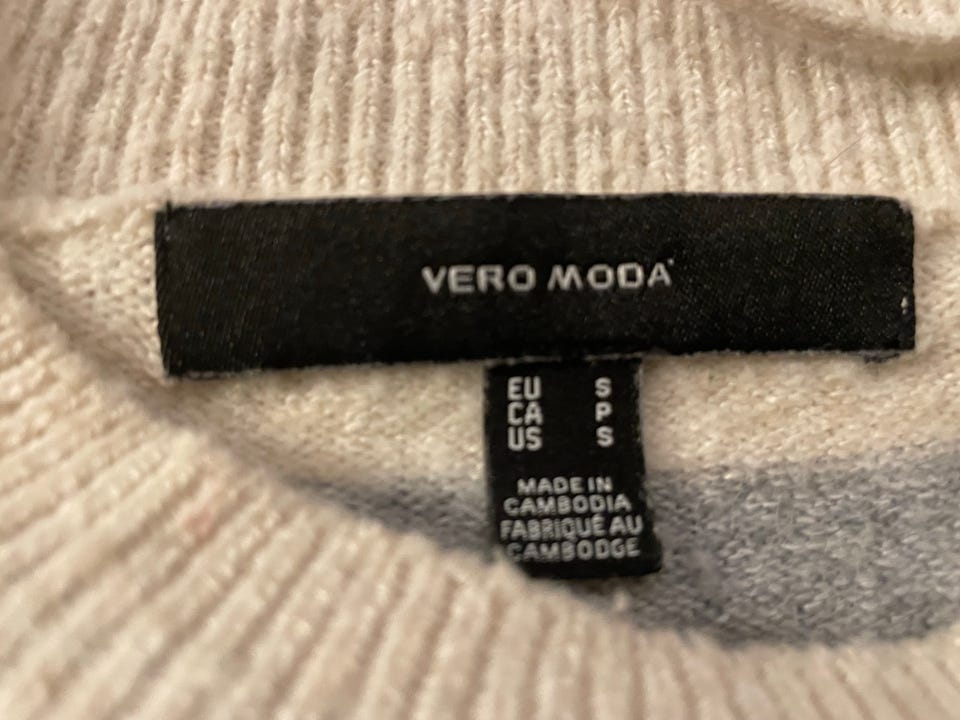 VERO MODA
EU S
CA P
US S
MADE IN
CAMBODIA
FABRIQUÉ AU
CAMBODGE